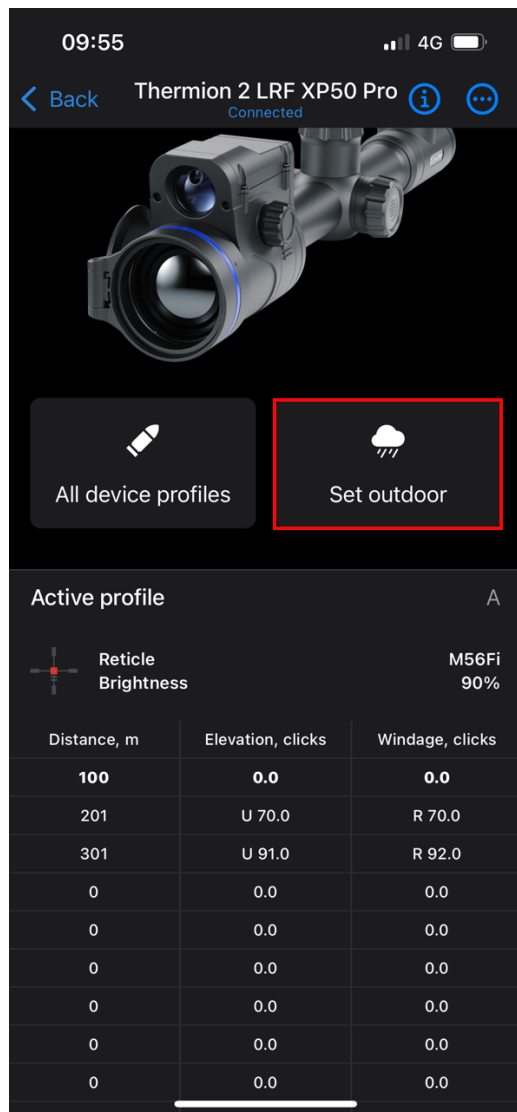 09:55 4G
Back Thermion 2 LRF XP50 Pro
Connected
All device profiles Set outdoor
Active profile A
Reticle M56Fi
Brightness 90%
Distance, m Elevation, clicks Windage, clicks
100 0.0 0.0
201 U 70.0 R 70.0
301 U 91.0 R 92.0
0 0.0 0.0
0 0.0 0.0
0 0.0 0.0
0 0.0 0.0
0 0.0 0.0
0 0.0 0.0